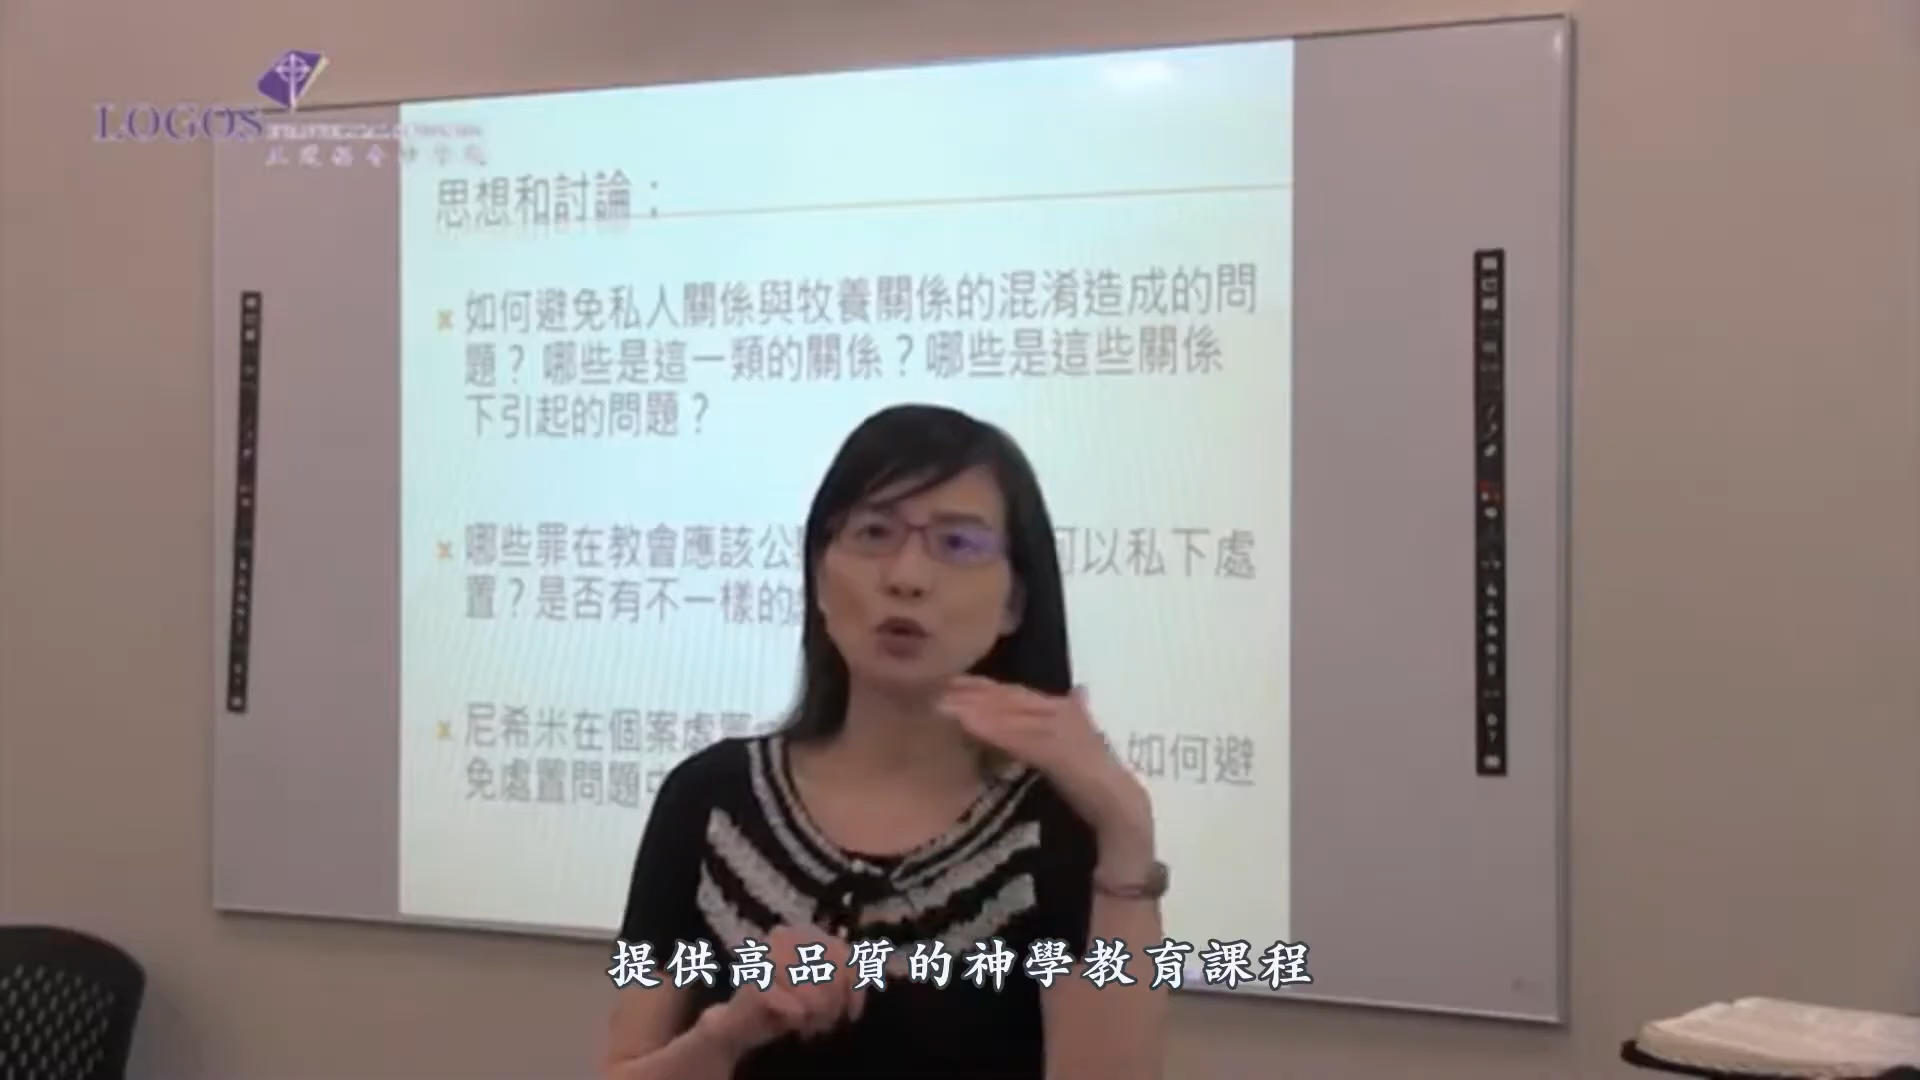 LOGOS
思想和討論：
如何避免私人關係與牧養關係的混淆造成的問
題？ 哪些是這一類的關係？哪些是這些關係
下引起的問題？
哪些罪在教會應該公 可以私下處
置？是否有不一樣的
尼希米在個案處置 如何避
免處置問題中
提供高品質的神學教育課程